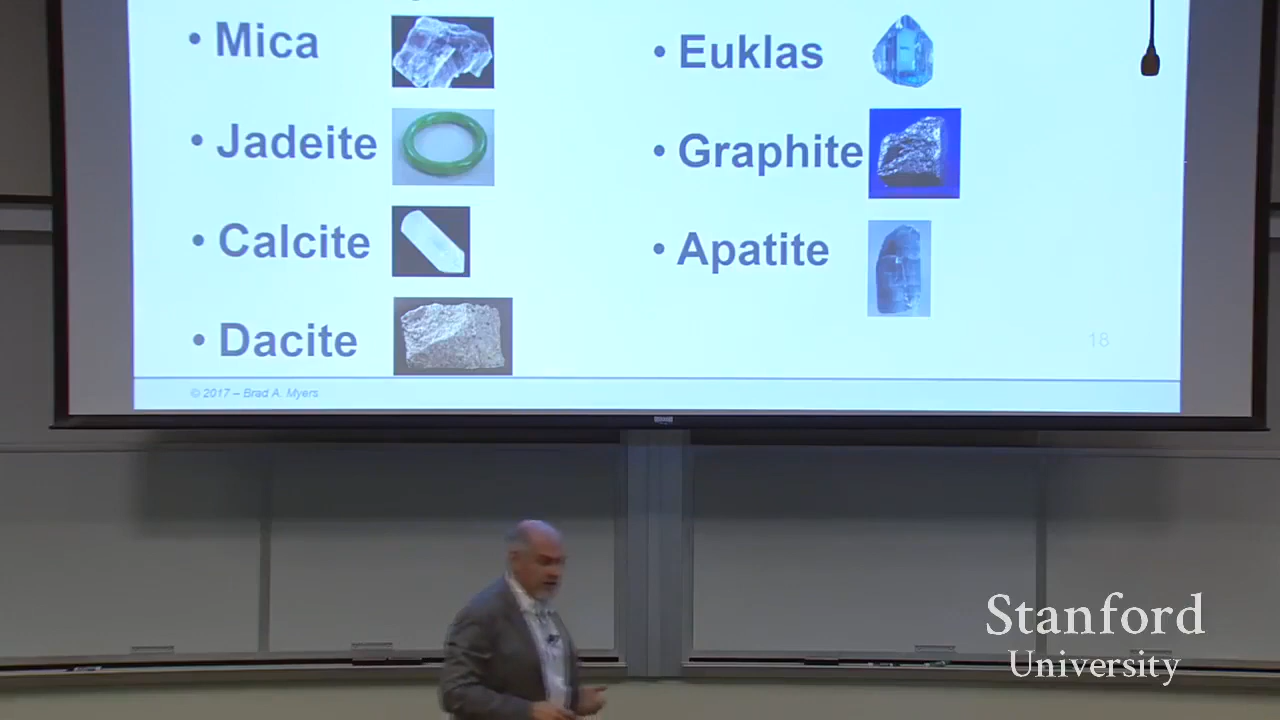 • Mica
• Jadeite
• Calcite
• Dacite
• Euklas
• Graphite
• Apatite
18
© 2017 – Brad A. Myers
Stanford
University